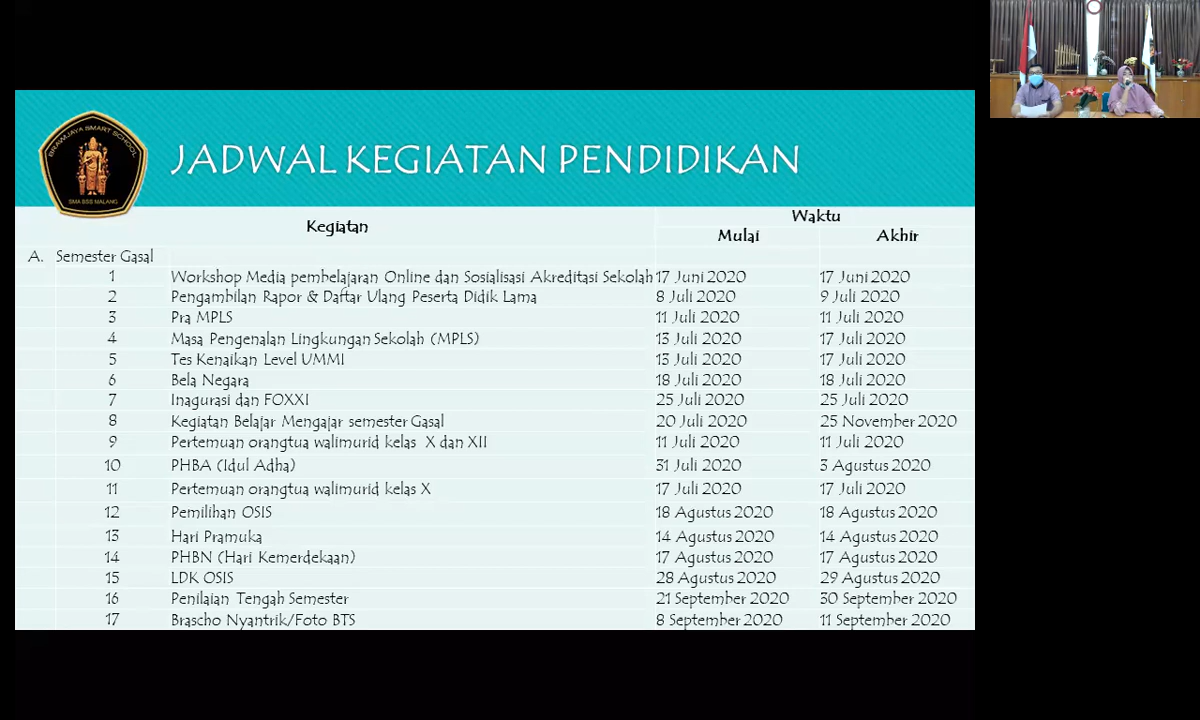 BRAWIJAYA SMART SCHOOL
SMA BSS MALANG
JADWAL KEGIATAN PENDIDIKAN
Kegiatan Waktu
Mulai Akhir
A. Semester Gasal
1 Workshop Media pembelajaran Online dan Sosialisasi Akreditasi Sekolah 17 Juni 2020 17 Juni 2020
2 Pengambilan Rapor & Daftar Ulang Peserta Didik Lama 8 Juli 2020 9 Juli 2020
3 Pra MPLS 11 Juli 2020 11 Juli 2020
4 Masa Pengenalan Lingkungan Sekolah (MPLS) 13 Juli 2020 17 Juli 2020
5 Tes Kenaikan Level UMMI 13 Juli 2020 17 Juli 2020
6 Bela Negara 18 Juli 2020 18 Juli 2020
7 Inagurasi dan FOXXI 25 Juli 2020 25 Juli 2020
8 Kegiatan Belajar Mengajar semester Gasal 20 Juli 2020 25 November 2020
9 Pertemuan orangtua walimurid kelas X dan XII 11 Juli 2020 11 Juli 2020
10 PHBA (Idul Adha) 31 Juli 2020 3 Agustus 2020
11 Pertemuan orangtua walimurid kelas X 17 Juli 2020 17 Juli 2020
12 Pemilihan OSIS 18 Agustus 2020 18 Agustus 2020
13 Hari Pramuka 14 Agustus 2020 14 Agustus 2020
14 PHBN (Hari Kemerdekaan) 17 Agustus 2020 17 Agustus 2020
15 LDK OSIS 28 Agustus 2020 29 Agustus 2020
16 Penilaian Tengah Semester 21 September 2020 30 September 2020
17 Brascho Nyantrik/Foto BTS 8 September 2020 11 September 2020